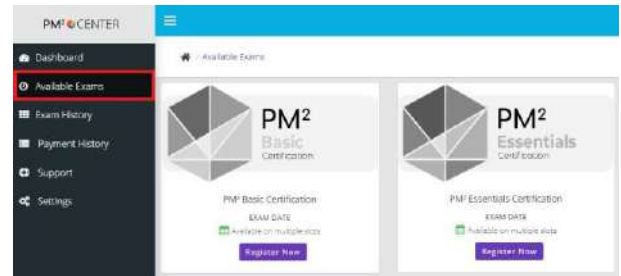 PM² CENTER
Dashboard
/ Available Exams
Available Exams
Exam History
Payment History
Support
Settings
PM²
Basic
Certification
PM² Basic Certification
EXAM DATE
Available on multiple slots
Register Now
PM²
Essentials
Certification
PM² Essentials Certification
EXAM DATE
Available on multiple slots
Register Now